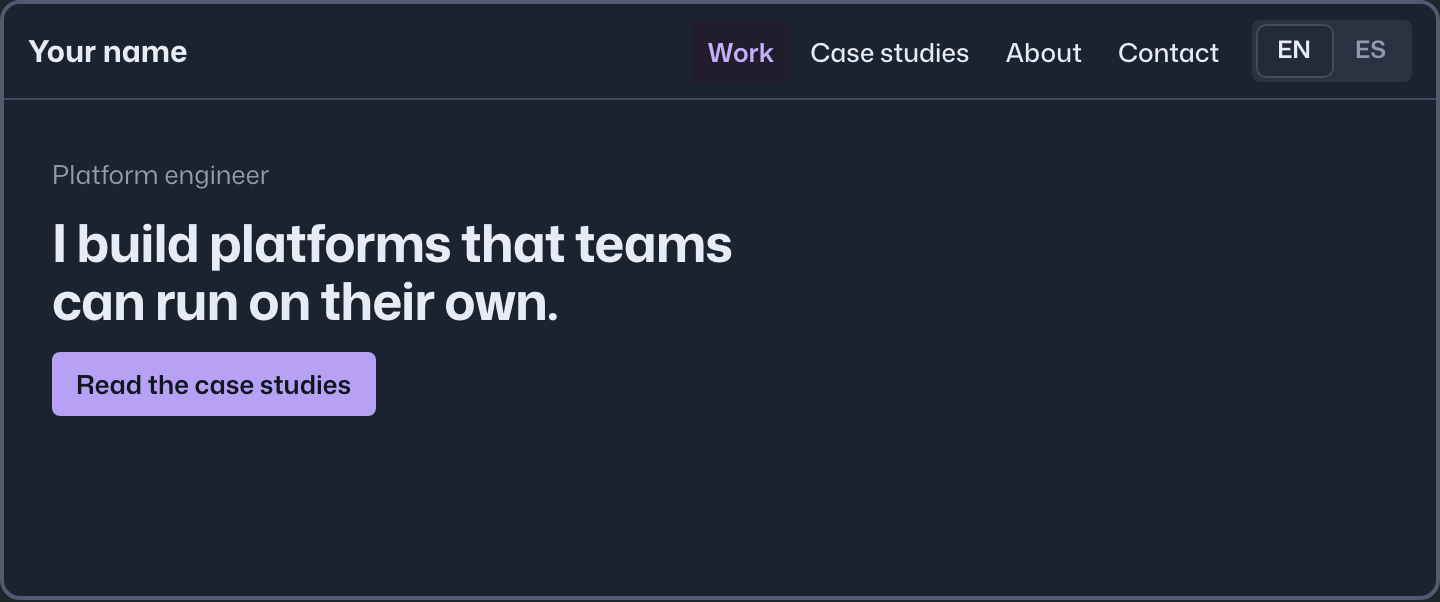 Your name
Work Case studies About Contact EN ES
Platform engineer
I build platforms that teams
can run on their own.
Read the case studies